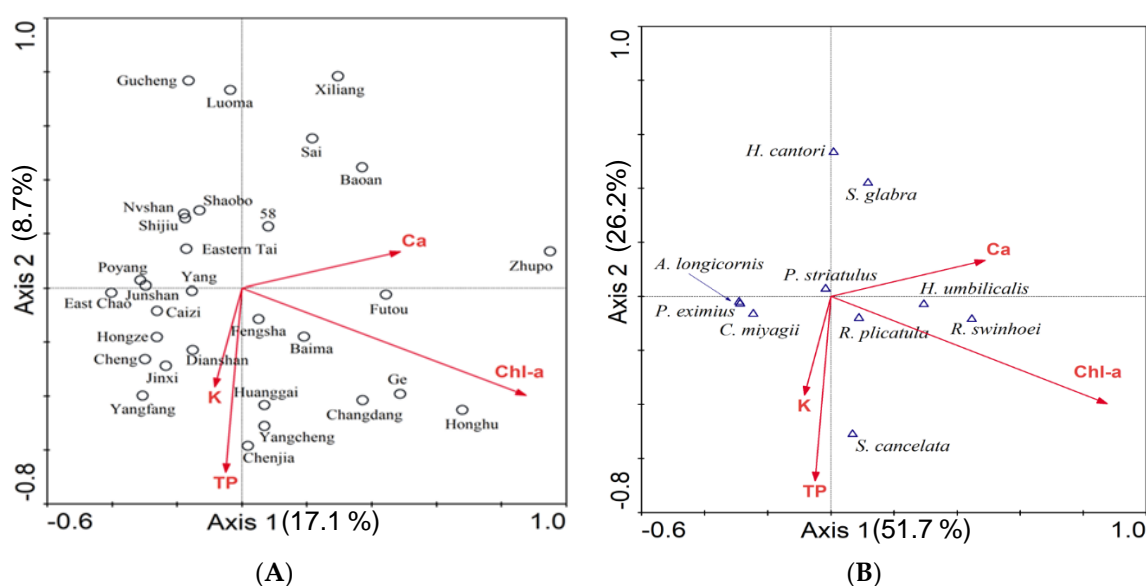 1.0
Gucheng
Luoma
Xiliang
Sai
Baoan
Shaobo
Nvshan
Shijiu
58
Eastern Tai
Ca
Zhupo
Poyang
Yang
Junshan
East Chao
Caizi
Futou
Fengsha
Hongze
Baima
Cheng
Dianshan
Jinxi
Chl-a
Ge
K
Huanggai
Yangfang
Changdang
Honghu
Yangcheng
Chenjia
TP
Axis 2 (8.7%)
-0.8
-0.6
Axis 1 (17.1 %)
1.0
(A)
1.0
H. cantori
S. glabra
Ca
A. longicornis
P. striatulus
H. umbilicalis
P. eximius
C. miyagii
R. plicatula
R. swinhoei
Chl-a
K
S. cancelata
TP
Axis 2 (26.2%)
-0.8
-0.6
Axis 1 (51.7 %)
1.0
(B)